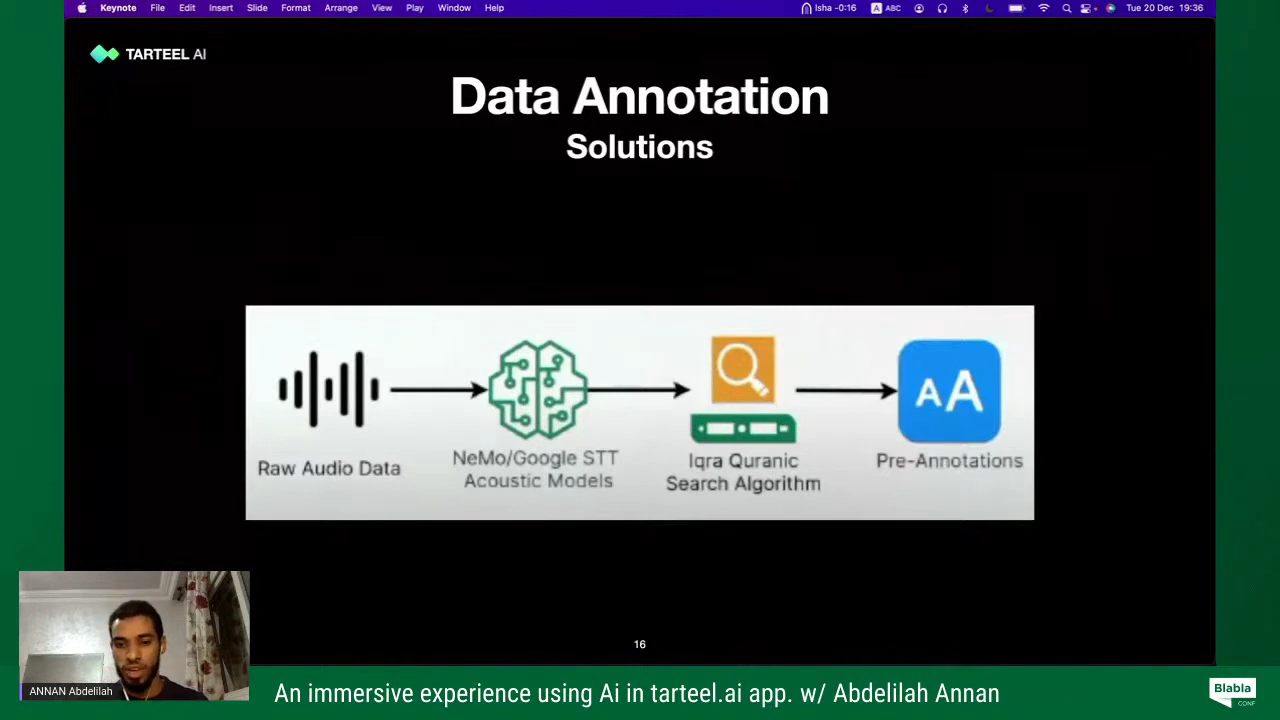 Keynote File Edit Insert Slide Format Arrange View Play Window Help Isha -0:16 A ABC Tue 20 Dec 19:36
TARTEEL AI
Data Annotation
Solutions
AA
Raw Audio Data
NeMo/Google STT
Acoustic Models
Iqra Quranic
Search Algorithm
Pre-Annotations
16
ANNAN Abdelilah
An immersive experience using Ai in tarteel.ai app. w/ Abdelilah Annan
Blabla
CONF